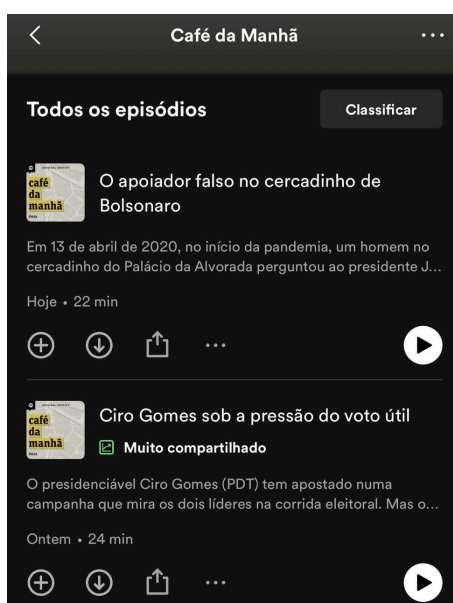 Café da Manhã
Todos os episódios
Classificar
café
da
manhã
O apoiador falso no cercadinho de
Bolsonaro
Em 13 de abril de 2020, no início da pandemia, um homem no
cercadinho do Palácio da Alvorada perguntou ao presidente J...
Hoje • 22 min
café
da
manhã
Ciro Gomes sob a pressão do voto útil
Muito compartilhado
O presidenciável Ciro Gomes (PDT) tem apostado numa
campanha que mira os dois líderes na corrida eleitoral. Mas o...
Ontem • 24 min